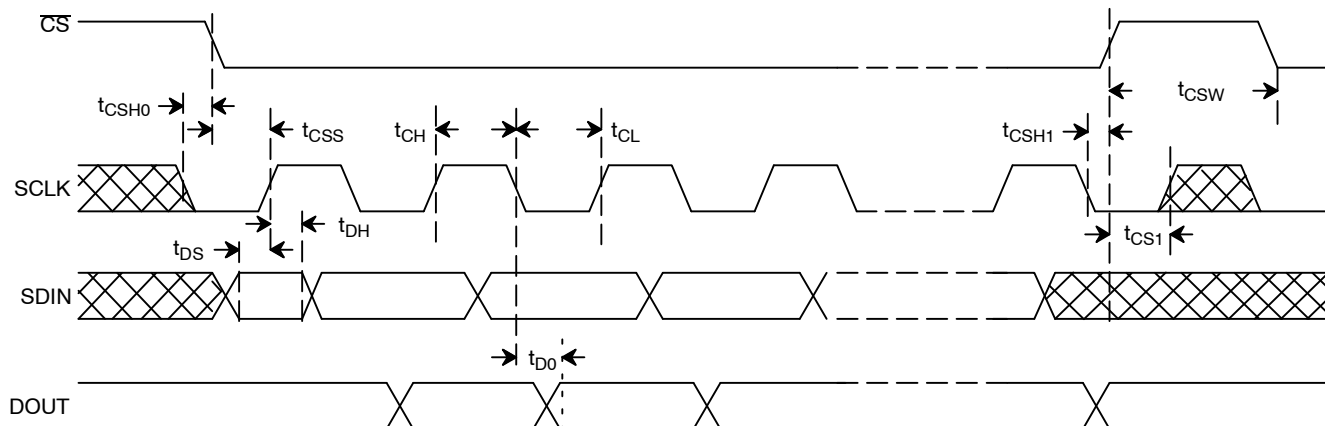 CS
tCSH0
tCSS
tCH
tCL
tCSH1
tCSW
SCLK
tDS
tDH
tCS1
SDIN
tD0
DOUT